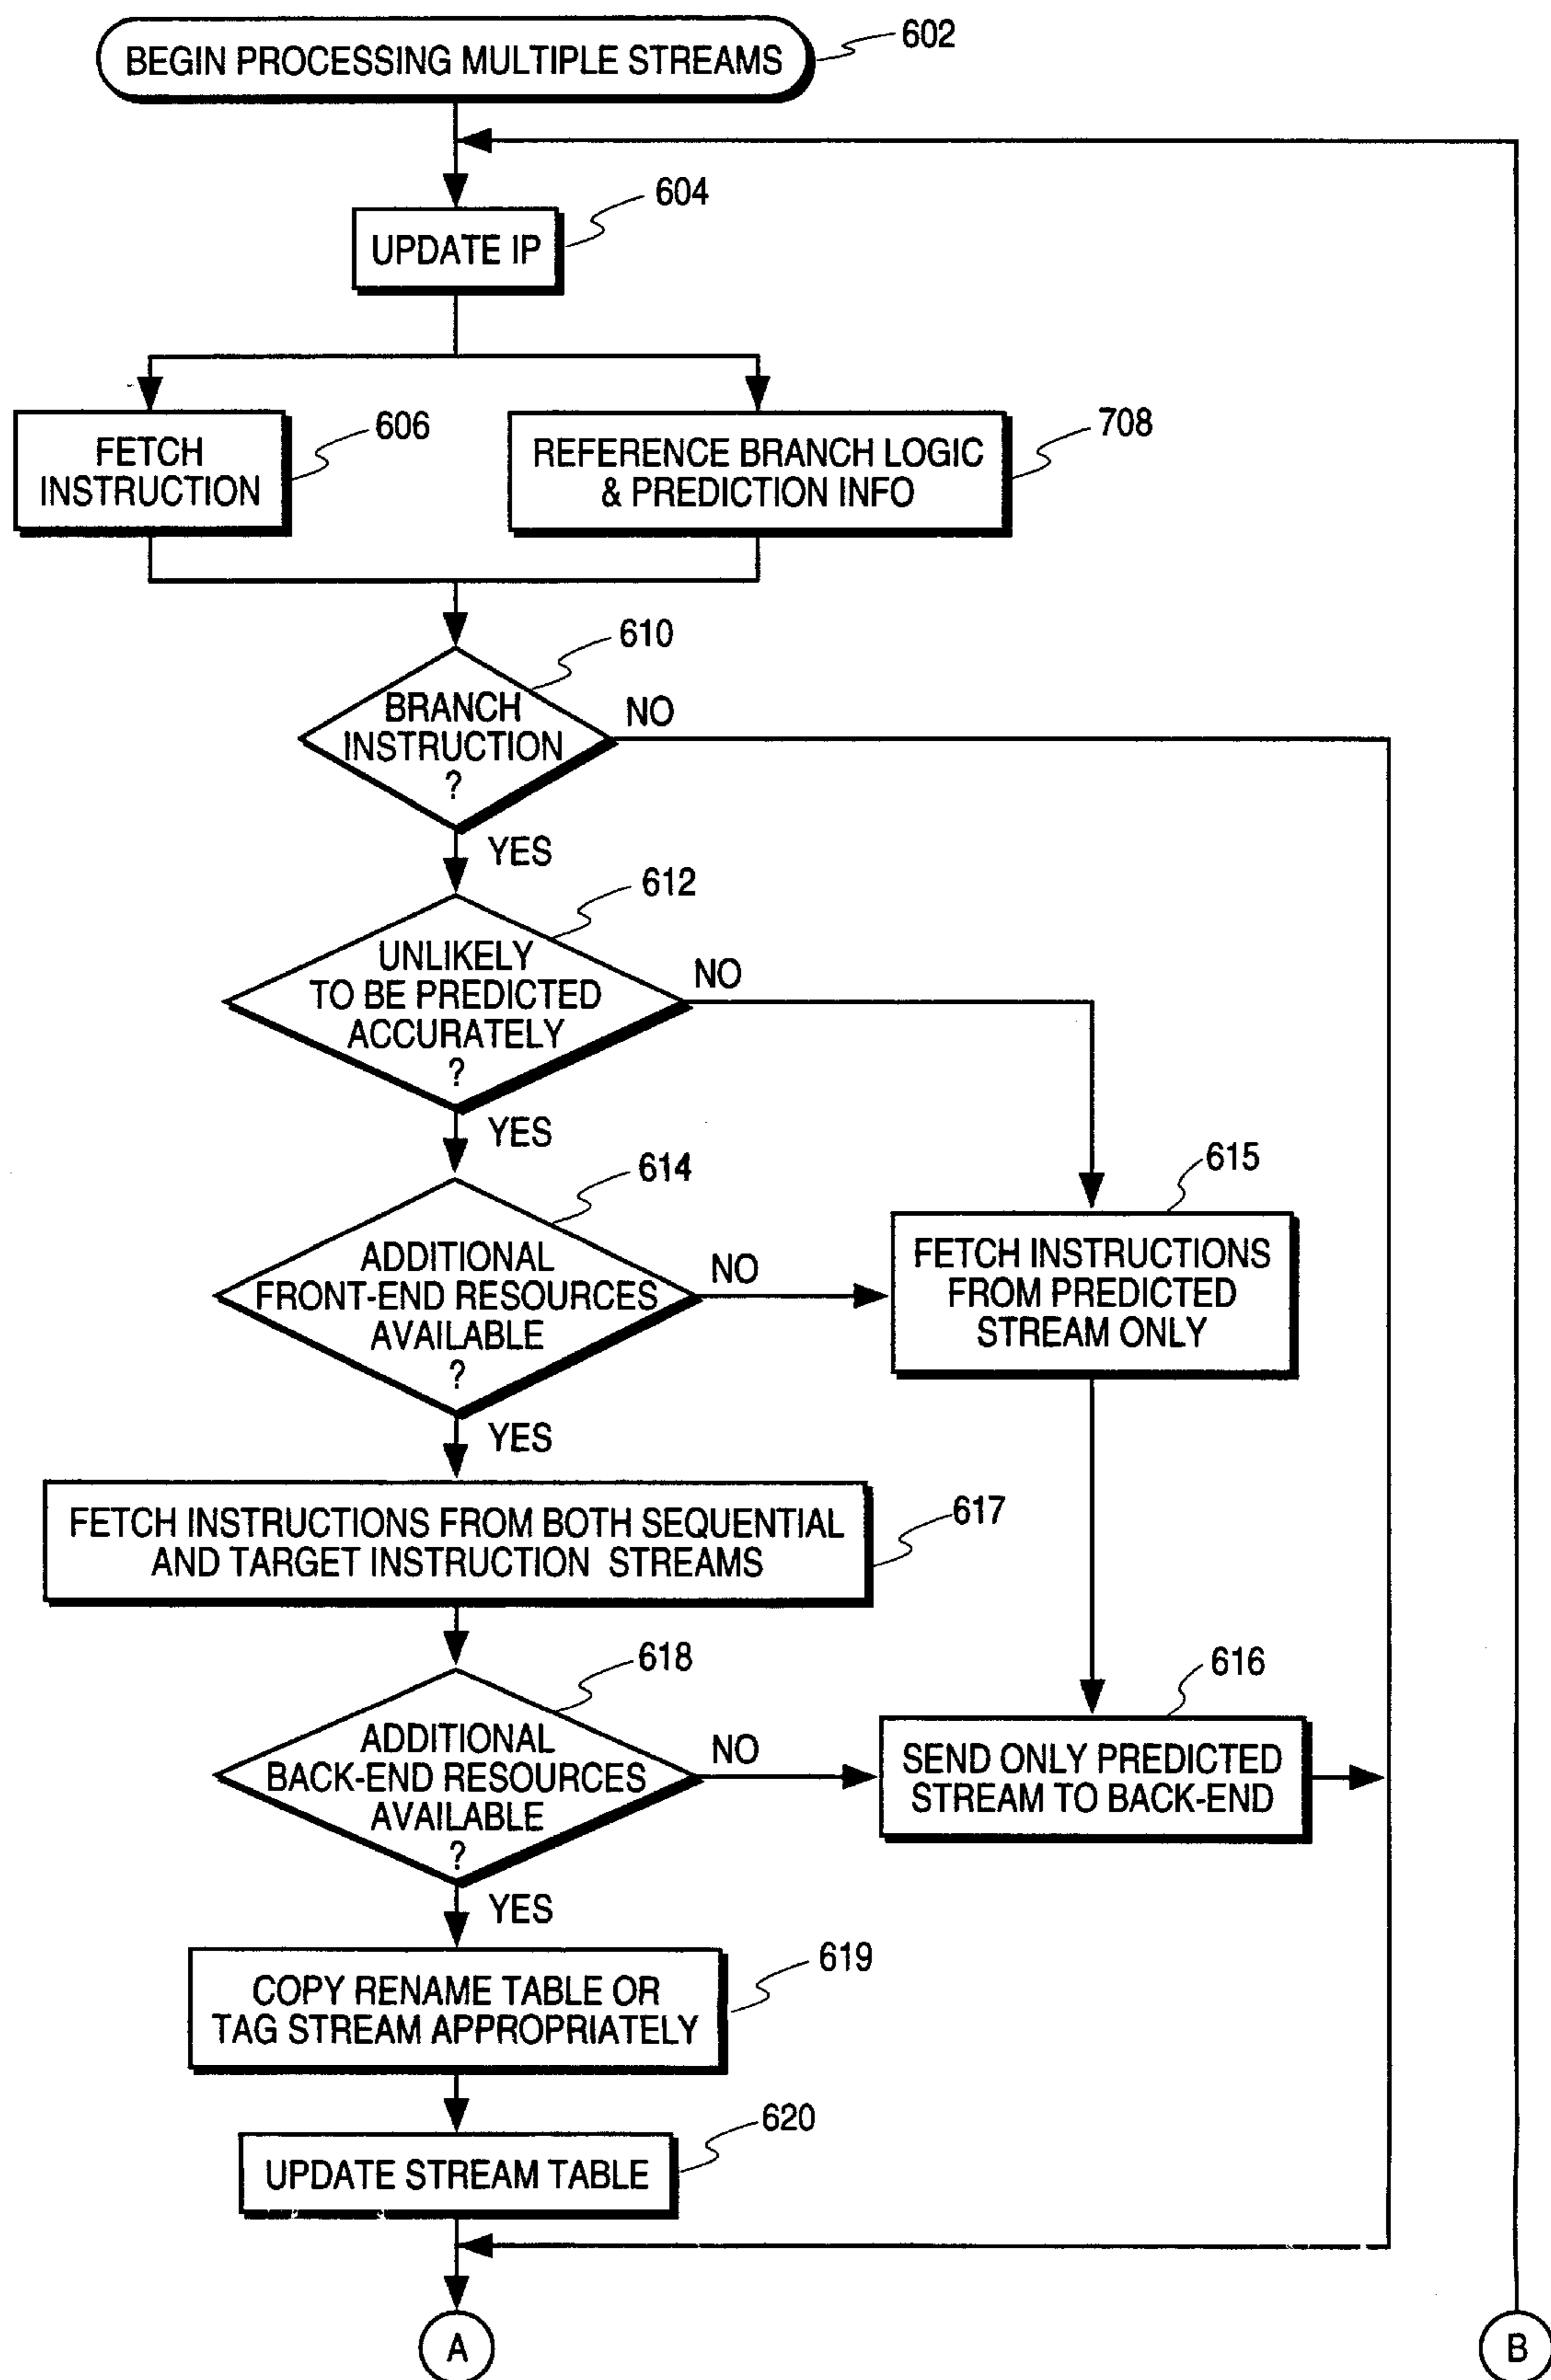 BEGIN PROCESSING MULTIPLE STREAMS
602
UPDATE IP
604
FETCH
INSTRUCTION
606
REFERENCE BRANCH LOGIC
& PREDICTION INFO
708
BRANCH
INSTRUCTION
?
610
NO
YES
UNLIKELY
TO BE PREDICTED
ACCURATELY
?
612
NO
YES
ADDITIONAL
FRONT-END RESOURCES
AVAILABLE
?
614
NO
YES
FETCH INSTRUCTIONS
FROM PREDICTED
STREAM ONLY
615
FETCH INSTRUCTIONS FROM BOTH SEQUENTIAL
AND TARGET INSTRUCTION STREAMS
617
ADDITIONAL
BACK-END RESOURCES
AVAILABLE
?
618
NO
YES
SEND ONLY PREDICTED
STREAM TO BACK-END
616
COPY RENAME TABLE OR
TAG STREAM APPROPRIATELY
619
UPDATE STREAM TABLE
620
A
B